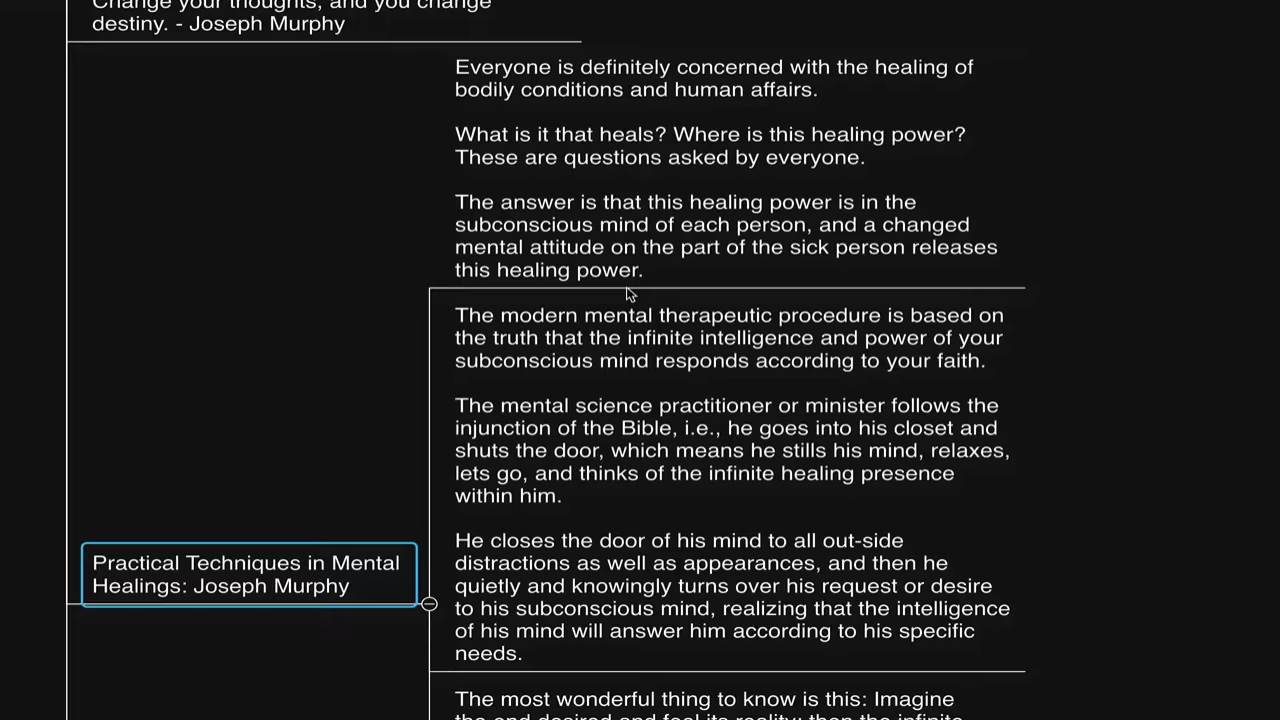 Change your thoughts, and you change
destiny. - Joseph Murphy
Everyone is definitely concerned with the healing of
bodily conditions and human affairs.
What is it that heals? Where is this healing power?
These are questions asked by everyone.
The answer is that this healing power is in the
subconscious mind of each person, and a changed
mental attitude on the part of the sick person releases
this healing power.
The modern mental therapeutic procedure is based on
the truth that the infinite intelligence and power of your
subconscious mind responds according to your faith.
The mental science practitioner or minister follows the
injunction of the Bible, i.e., he goes into his closet and
shuts the door, which means he stills his mind, relaxes,
lets go, and thinks of the infinite healing presence
within him.
He closes the door of his mind to all out-side
distractions as well as appearances, and then he
quietly and knowingly turns over his request or desire
to his subconscious mind, realizing that the intelligence
of his mind will answer him according to his specific
needs.
Practical Techniques in Mental
Healings: Joseph Murphy
The most wonderful thing to know is this: Imagine
the end desired and feel its reality; then the infinite